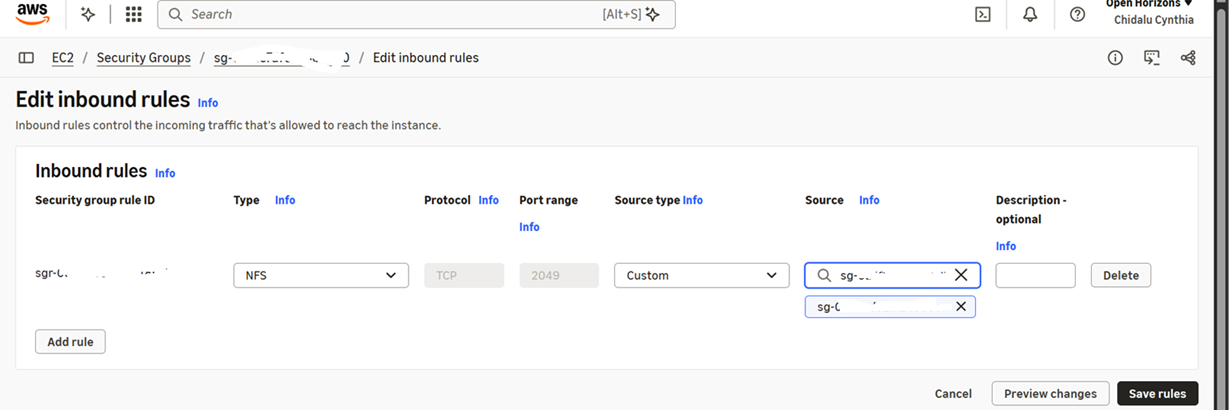 aws
Search [Alt+S]
Open Horizons ▼
Chidalu Cynthia
EC2 / Security Groups / sg- 0 / Edit inbound rules
Edit inbound rules Info
Inbound rules control the incoming traffic that's allowed to reach the instance.
Inbound rules Info
Security group rule ID Type Info Protocol Info Port range Info Source type Info Source Info Description - optional Info
sgr-0 NFS TCP 2049 Custom sg- Delete
sg-0
Add rule
Cancel Preview changes Save rules